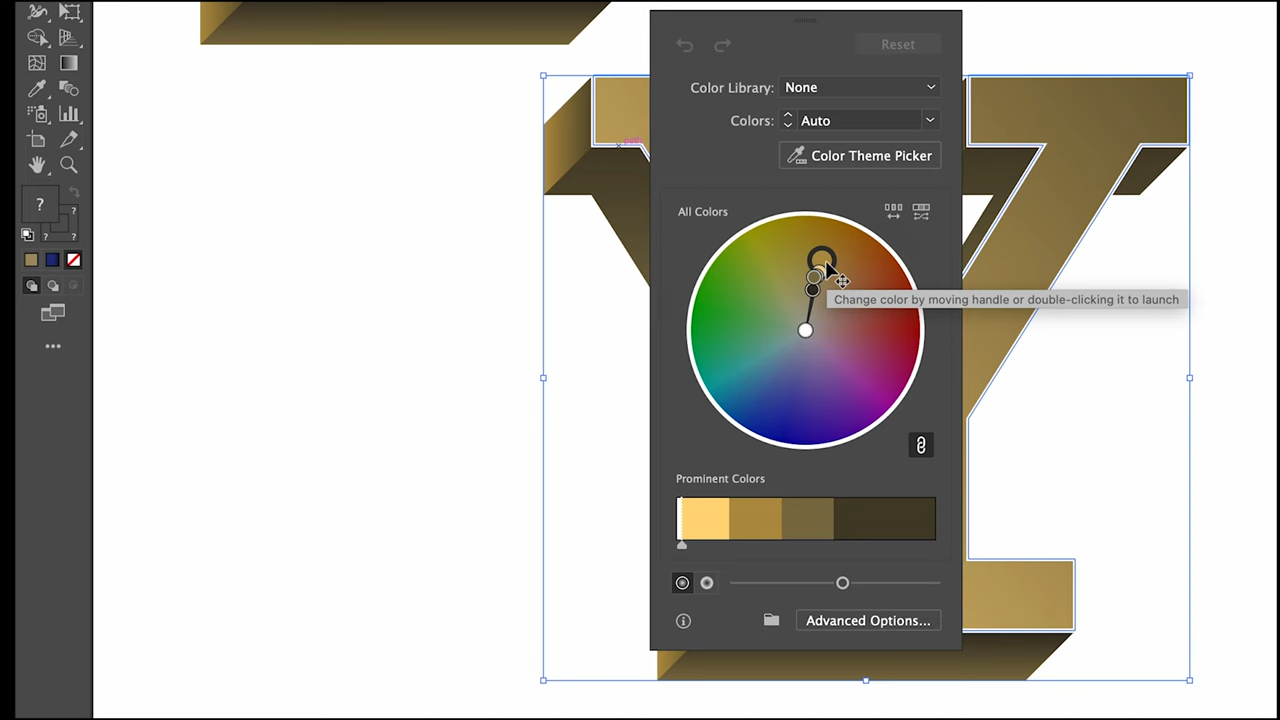 Reset
Color Library: None
Colors: Auto
Color Theme Picker
path
All Colors
Change color by moving handle or double-clicking it to launch
?
?
? ?
Prominent Colors
Advanced Options...
Y